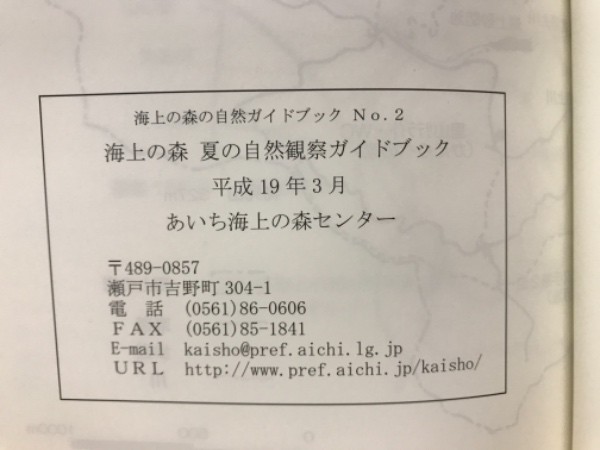 海上の森の自然ガイドブック No.2
海上の森 夏の自然観察ガイドブック
平成19年3月
あいち海上の森センター
〒489-0857
瀬戸市吉野町304-1
電 話 (0561)86-0606
FAX (0561)85-1841
E-mail kaisho@pref.aichi.lg.jp
URL http://www.pref.aichi.jp/kaisho/